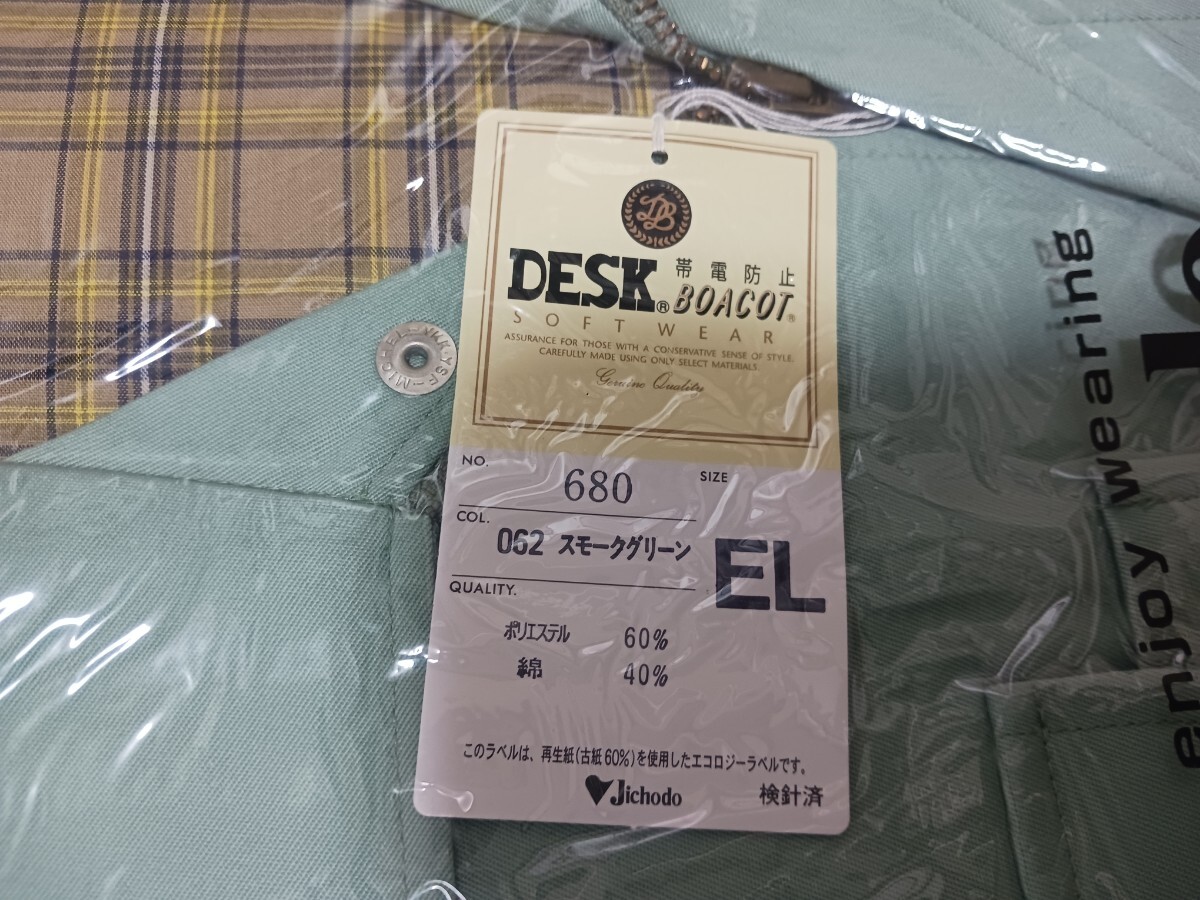 DB
DESK® 帯電防止
BOACOT®
SOFT WEAR
ASSURANCE FOR THOSE WITH A CONSERVATIVE SENSE OF STYLE.
CAREFULLY MADE USING ONLY SELECT MATERIALS.
Genuine Quality
NO. 680
SIZE
EL
COL. 062 スモークグリーン
QUALITY.
ポリエステル 60%
綿 40%
このラベルは、再生紙(古紙60%)を使用したエコロジーラベルです。
Jichodo 検針済
enjoy wearing